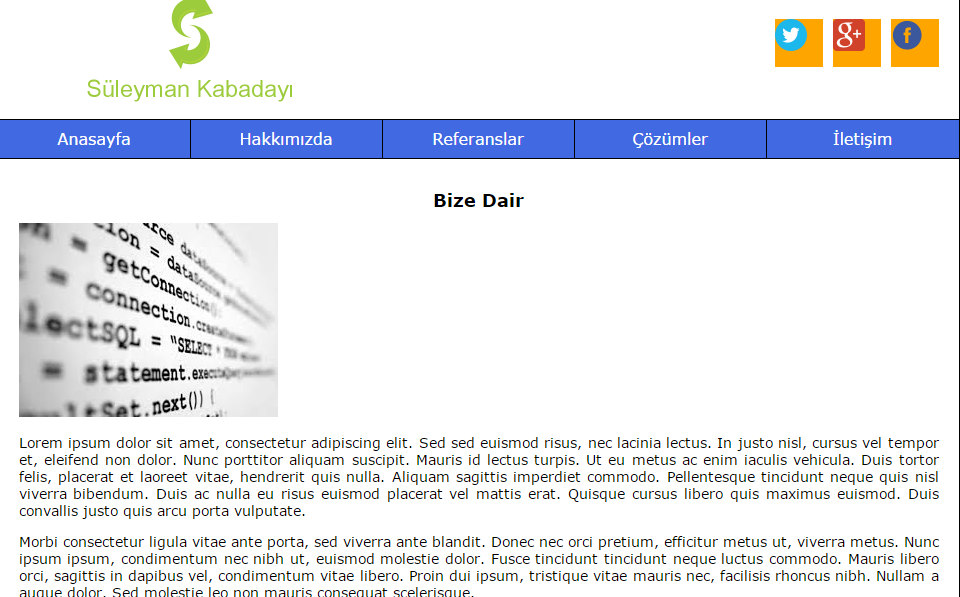 Süleyman Kabadayı
Anasayfa Hakkımızda Referanslar Çözümler İletişim
Bize Dair
getConnection();
connection.
= "SELECT
= statement.
.next()) {
Lorem ipsum dolor sit amet, consectetur adipiscing elit. Sed sed euismod risus, nec lacinia lectus. In justo nisl, cursus vel tempor
et, eleifend non dolor. Nunc porttitor aliquam suscipit. Mauris id lectus turpis. Ut eu metus ac enim iaculis vehicula. Duis tortor
felis, placerat et laoreet vitae, hendrerit quis nulla. Aliquam sagittis imperdiet commodo. Pellentesque tincidunt neque quis nisl
viverra bibendum. Duis ac nulla eu risus euismod placerat vel mattis erat. Quisque cursus libero quis maximus euismod. Duis
convallis justo quis arcu porta vulputate.
Morbi consectetur ligula vitae ante porta, sed viverra ante blandit. Donec nec orci pretium, efficitur metus ut, viverra metus. Nunc
ipsum ipsum, condimentum nec nibh ut, euismod molestie dolor. Fusce tincidunt tincidunt neque luctus commodo. Mauris libero
orci, sagittis in dapibus vel, condimentum vitae libero. Proin dui ipsum, tristique vitae mauris nec, facilisis rhoncus nibh. Nullam a
augue dolor. Sed molestie leo non mauris consequat scelerisque.